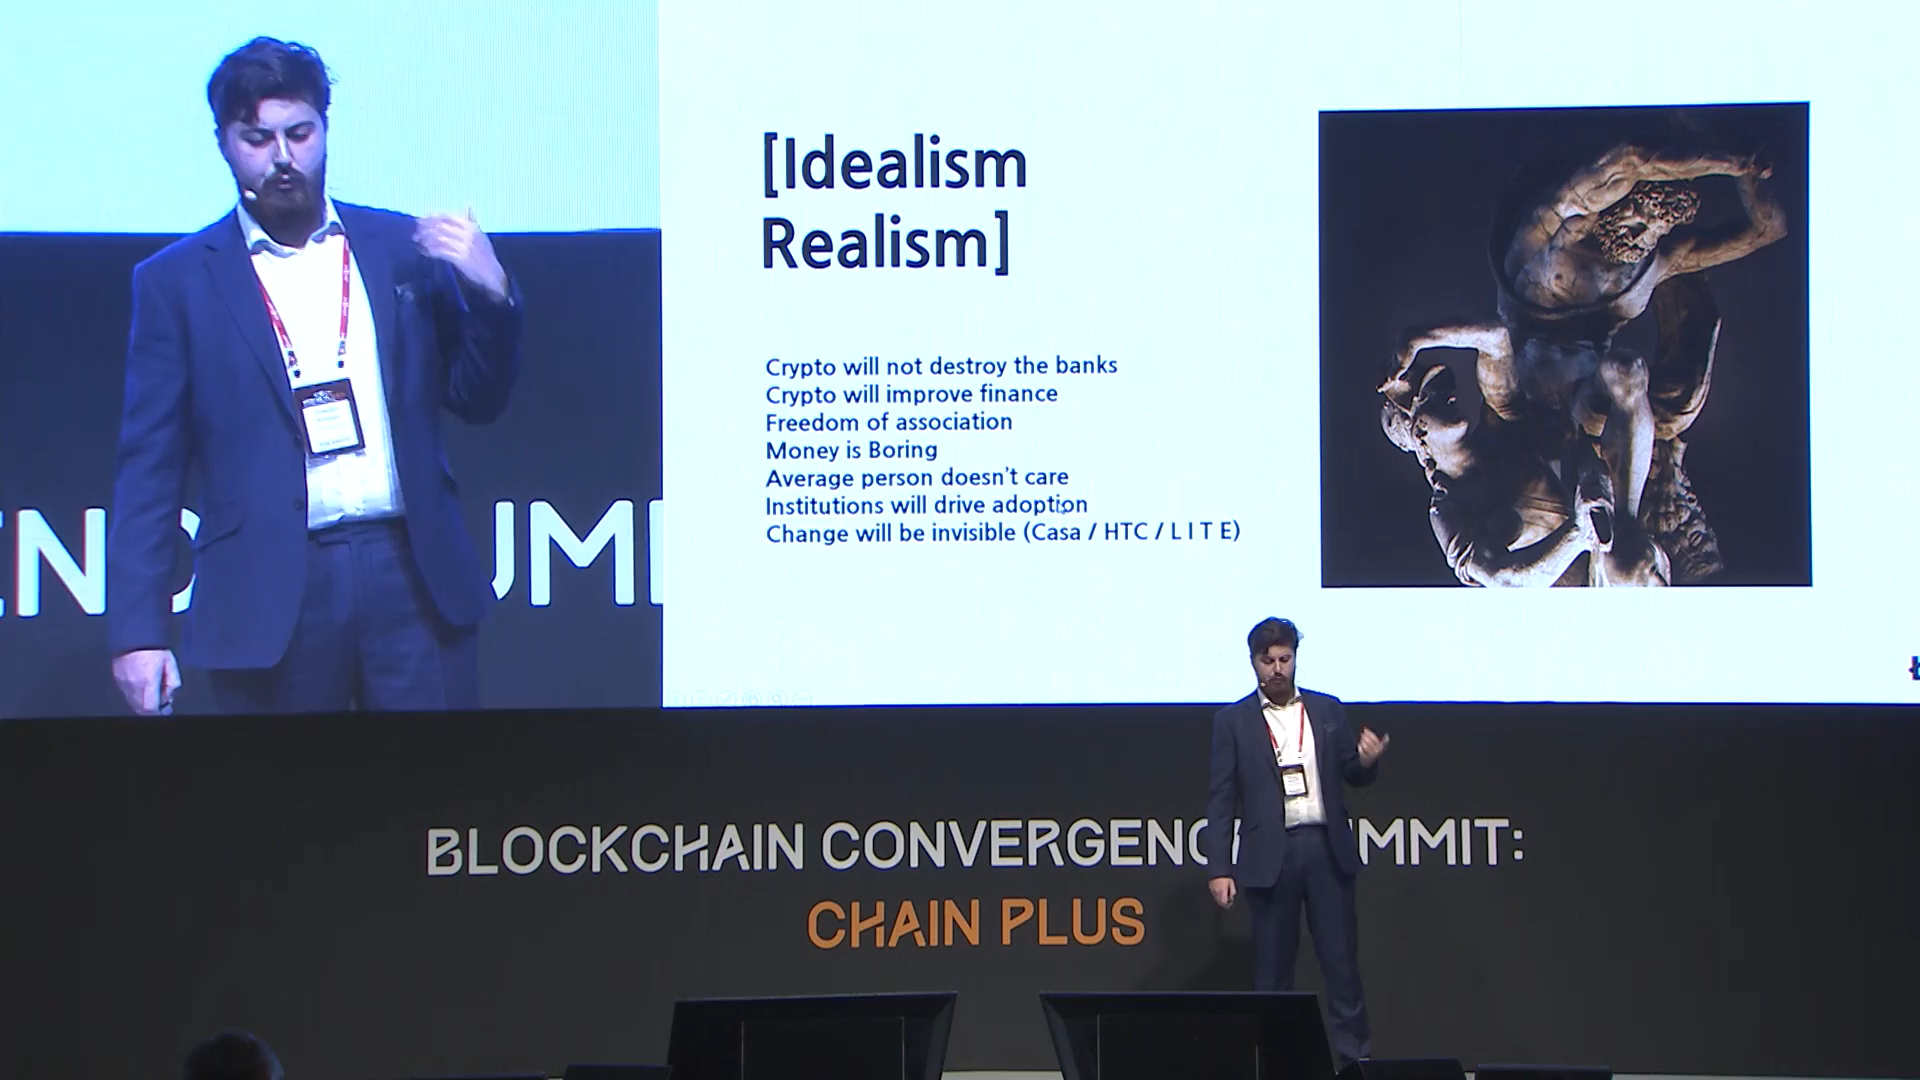 [Idealism
Realism]
Crypto will not destroy the banks
Crypto will improve finance
Freedom of association
Money is Boring
Average person doesn't care
Institutions will drive adoption
Change will be invisible (Casa / HTC / L I T E)
BLOCKCHAIN CONVERGENC UMMIT:
CHAIN PLUS